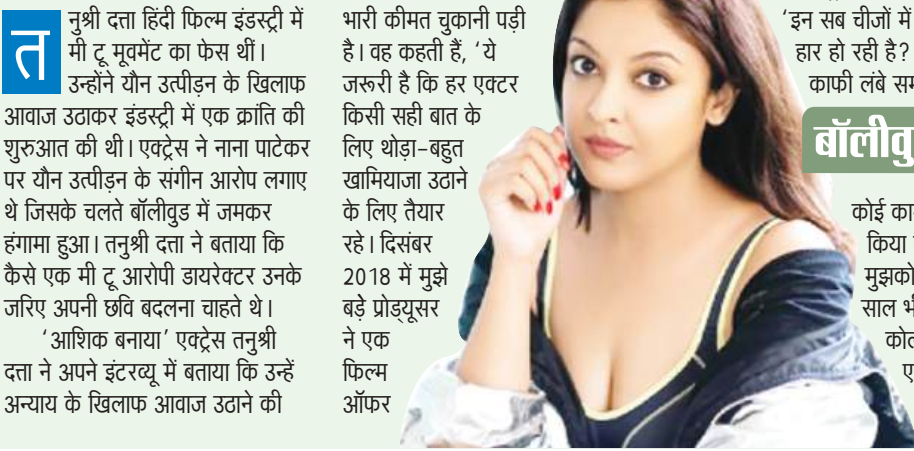 तनुश्री दत्ता हिंदी फिल्म इंडस्ट्री में
मी टू मूवमेंट का फेस थीं।
उन्होंने यौन उत्पीड़न के खिलाफ
आवाज उठाकर इंडस्ट्री में एक क्रांति की
शुरुआत की थी। एक्ट्रेस ने नाना पाटेकर
पर यौन उत्पीड़न के संगीन आरोप लगाए
थे जिसके चलते बॉलीवुड में जमकर
हंगामा हुआ। तनुश्री दत्ता ने बताया कि
कैसे एक मी टू आरोपी डायरेक्टर उनके
जरिए अपनी छवि बदलना चाहते थे।
'आशिक बनाया' एक्ट्रेस तनुश्री
दत्ता ने अपने इंटरव्यू में बताया कि उन्हें
अन्याय के खिलाफ आवाज उठाने की
भारी कीमत चुकानी पड़ी
है। वह कहती हैं, 'ये
जरूरी है कि हर एक्टर
किसी सही बात के
लिए थोड़ा-बहुत
खामियाजा उठाने
के लिए तैयार
रहे। दिसंबर
2018 में मुझे
बड़े प्रोड्यूसर
ने एक
फिल्म
ऑफर
'इन सब चीजों में
हार हो रही है?
काफी लंबे
कोई
किया
मुझको
साल